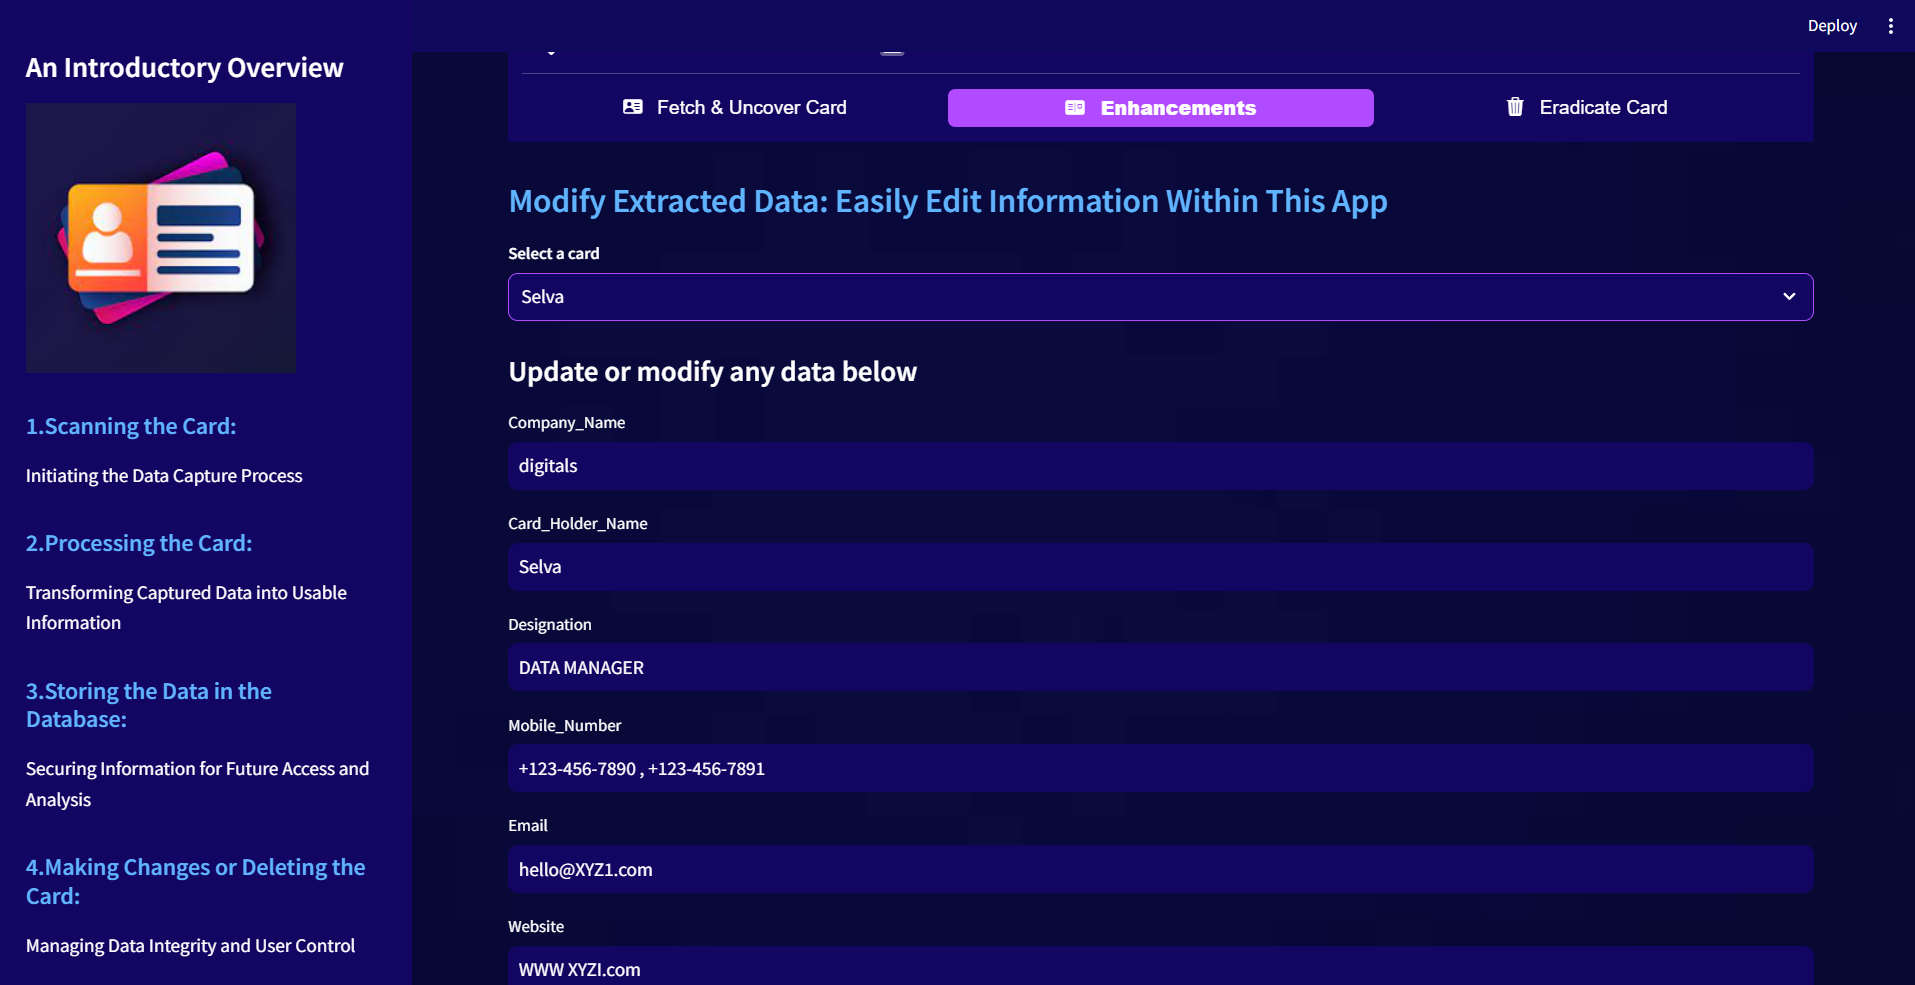 Deploy
An Introductory Overview
1.Scanning the Card:
Initiating the Data Capture Process
2.Processing the Card:
Transforming Captured Data into Usable
Information
3.Storing the Data in the
Database:
Securing Information for Future Access and
Analysis
4.Making Changes or Deleting the
Card:
Managing Data Integrity and User Control
Fetch & Uncover Card
Enhancements
Eradicate Card
Modify Extracted Data: Easily Edit Information Within This App
Select a card
Selva
Update or modify any data below
Company_Name
digitals
Card_Holder_Name
Selva
Designation
DATA MANAGER
Mobile_Number
+123-456-7890 , +123-456-7891
Email
hello@XYZ1.com
Website
WWW XYZI.com